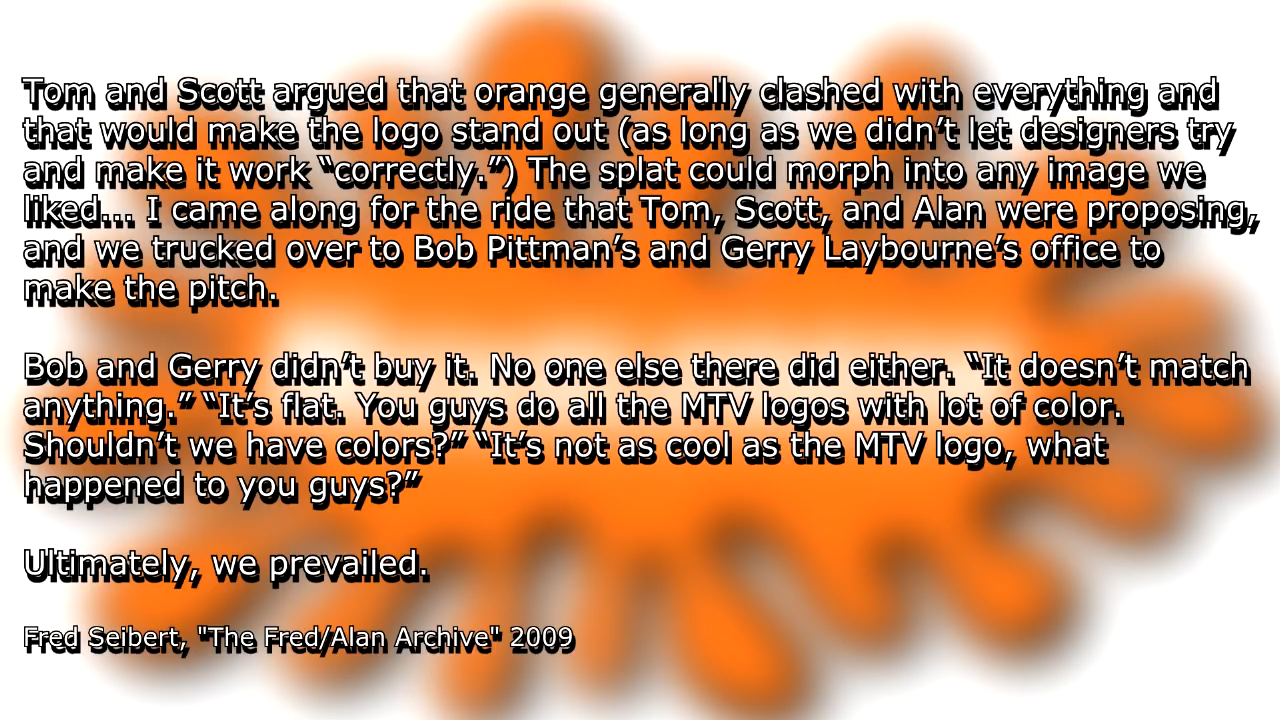 Tom and Scott argued that orange generally clashed with everything and
that would make the logo stand out (as long as we didn’t let designers try
and make it work “correctly.”) The splat could morph into any image we
liked... I came along for the ride that Tom, Scott, and Alan were proposing,
and we trucked over to Bob Pittman’s and Gerry Laybourne’s office to
make the pitch.
Bob and Gerry didn’t buy it. No one else there did either. “It doesn’t match
anything.” “It’s flat. You guys do all the MTV logos with lot of color.
Shouldn’t we have colors?” “It’s not as cool as the MTV logo, what
happened to you guys?”
Ultimately, we prevailed.
Fred Seibert, "The Fred/Alan Archive" 2009